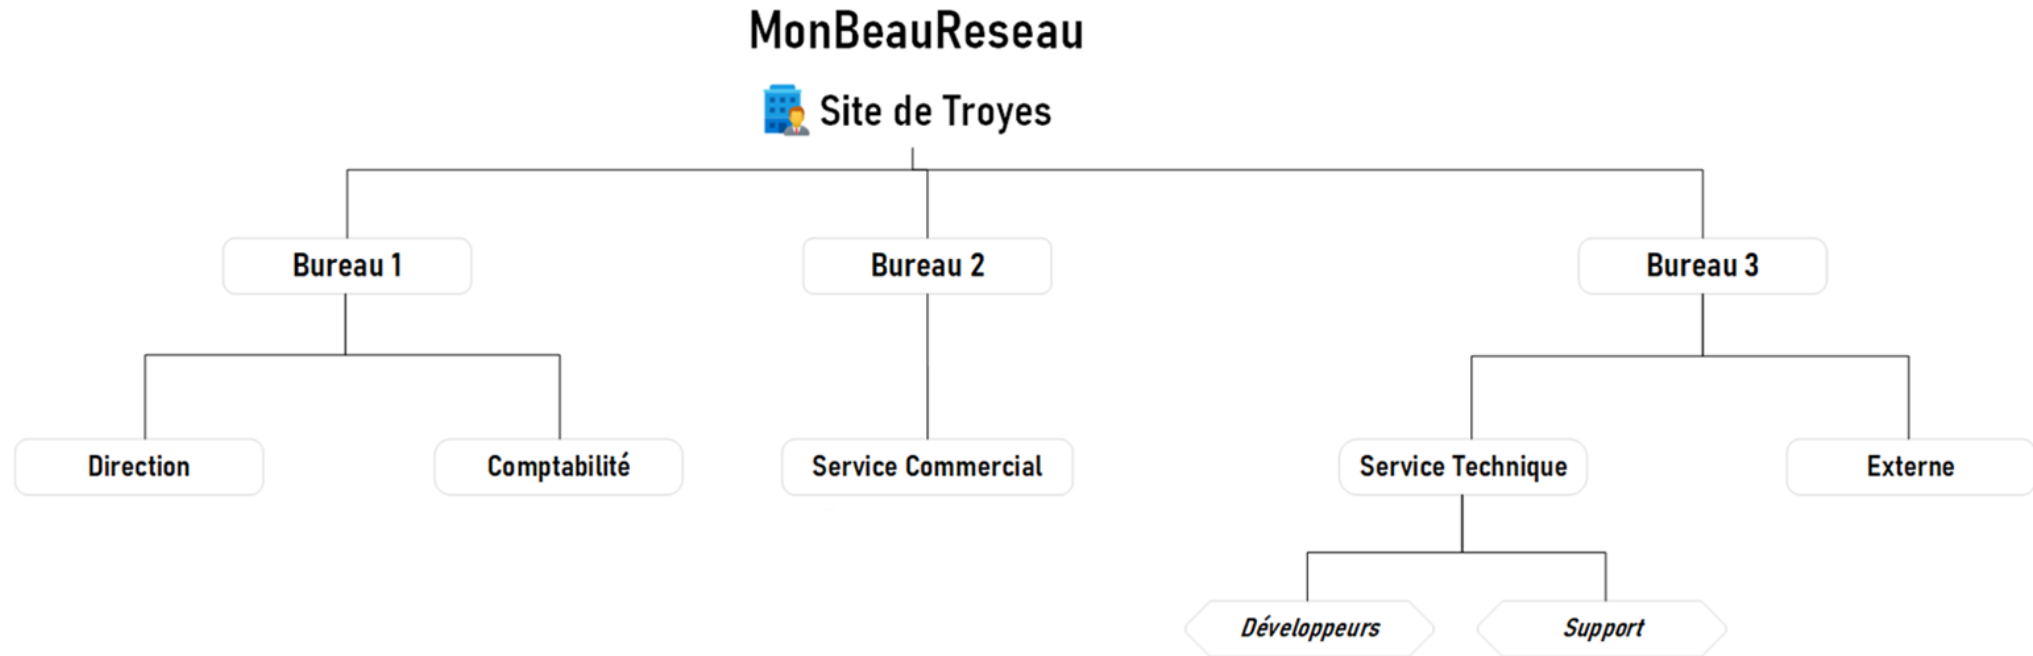 MonBeauReseau
Site de Troyes
Bureau 1
Bureau 2
Bureau 3
Direction
Comptabilité
Service Commercial
Service Technique
Externe
Développeurs
Support